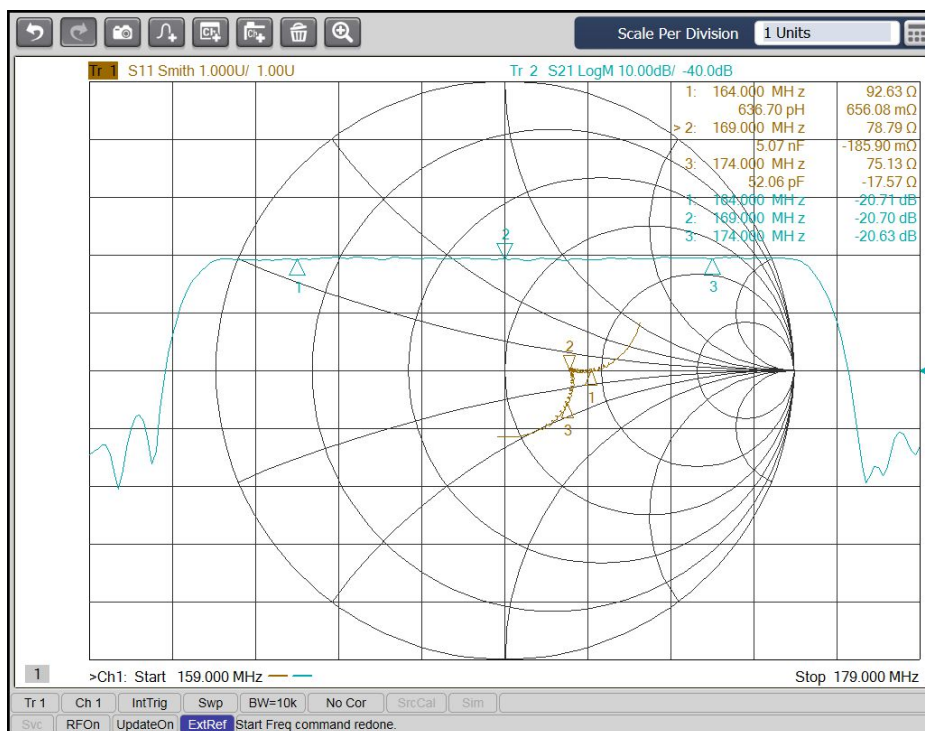 Scale Per Division 1 Units
Tr 1 S11 Smith 1.000U/ 1.00U Tr 2 S21 LogM 10.00dB/ -40.0dB
1: 164.000 MHz 92.63 Ω
636.70 pH 656.08 mΩ
> 2: 169.000 MHz 78.79 Ω
5.07 nF -185.90 mΩ
3: 174.000 MHz 75.13 Ω
52.06 pF -17.57 Ω
1: 164.000 MHz -20.71 dB
2: 169.000 MHz -20.70 dB
3: 174.000 MHz -20.63 dB
2
1
3
2
1
3
1 >Ch1: Start 159.000 MHz Stop 179.000 MHz
Tr 1 Ch 1 IntTrig Swp BW=10k No Cor SrcCal Sim
Svc RFOn UpdateOn ExtRef Start Freq command redone.